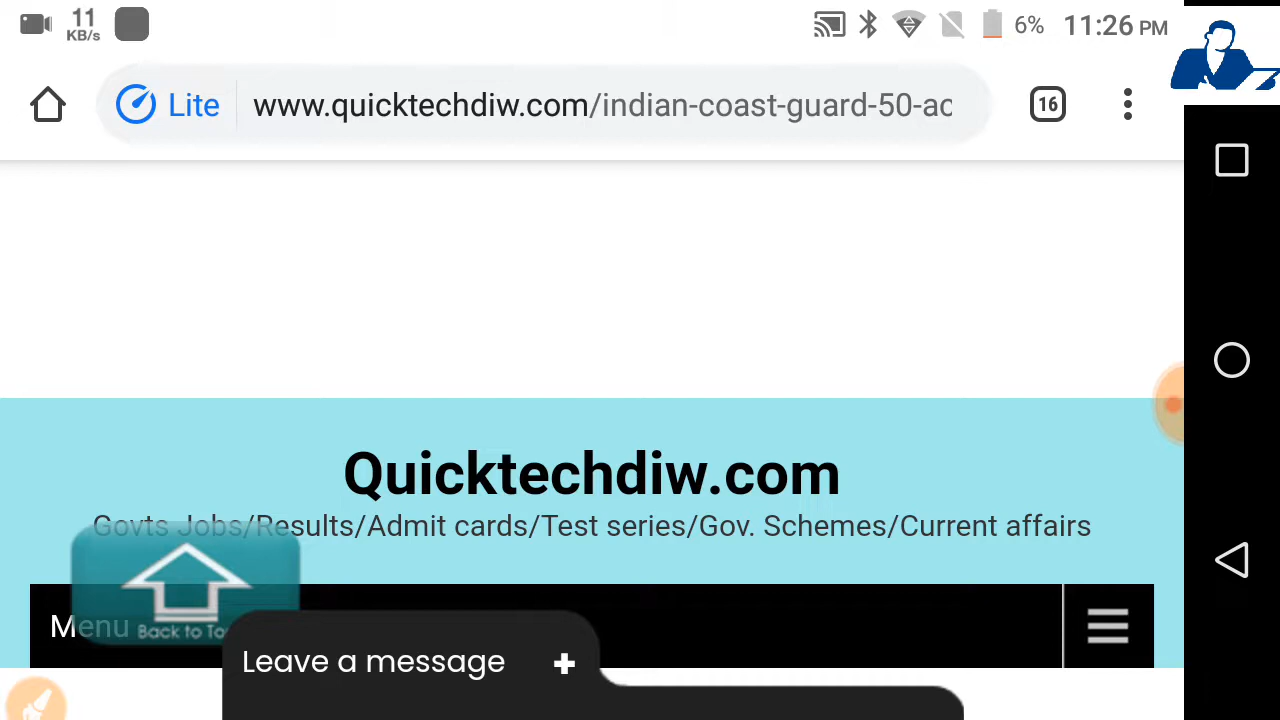 11
KB/s
6% 11:26 PM
Lite www.quicktechdiw.com/indian-coast-guard-50-ac 16
Quicktechdiw.com
Govts Jobs/Results/Admit cards/Test series/Gov. Schemes/Current affairs
Menu
Back to To
Leave a message +